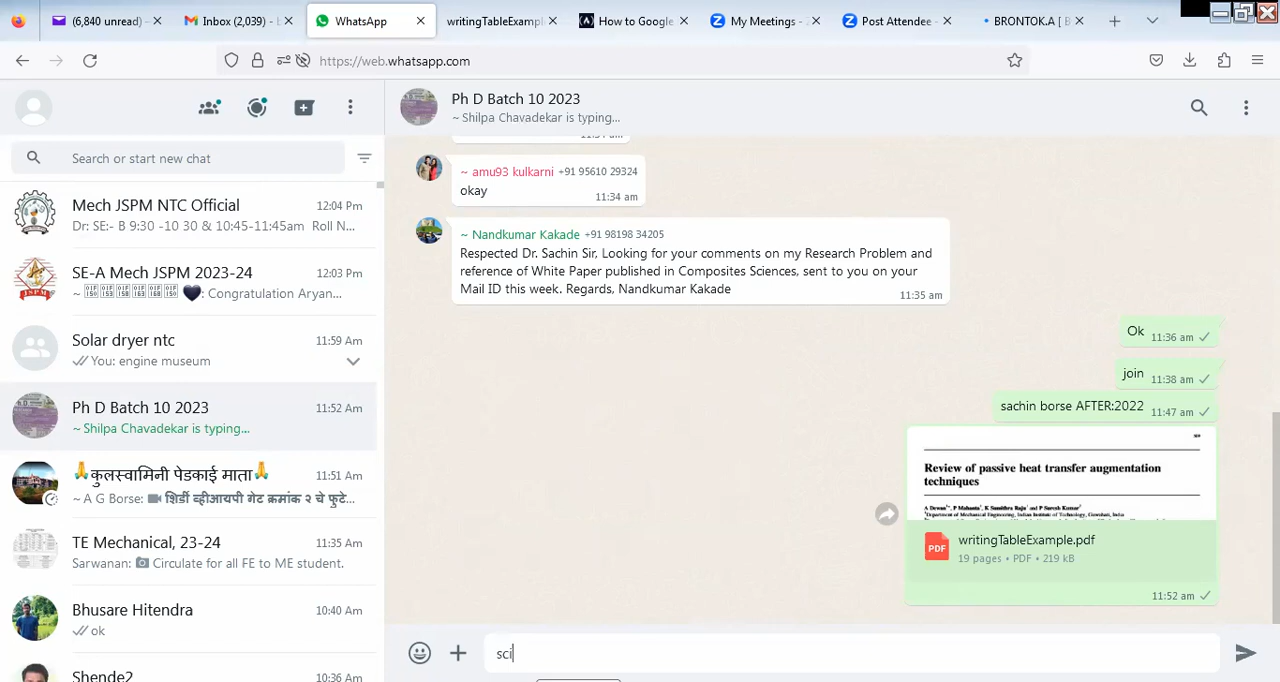 (6,840 unread) -
Inbox (2,039) -
WhatsApp
writingTableExampl
How to Google
My Meetings -
Post Attendee -
BRONTOK.A [ B
https://web.whatsapp.com
Search or start new chat
Mech JSPM NTC Official
12:04 Pm
Dr: SE:- B 9:30 -10 30 & 10:45-11:45am Roll N...
SE-A Mech JSPM 2023-24
12:03 Pm
Congratulation Aryan...
Solar dryer ntc
11:59 Am
You: engine museum
Ph D Batch 10 2023
11:52 Am
~ Shilpa Chavadekar is typing...
🙏कुलस्वामिनी पेडकाई माता🙏
11:51 Am
~ A G Borse: शिर्डी व्हीआयपी गेट क्रमांक २ चे फुटे...
TE Mechanical, 23-24
11:35 Am
Sarwanan: Circulate for all FE to ME student.
Bhusare Hitendra
10:40 Am
ok
Shende2
10:36 Am
Ph D Batch 10 2023
~ Shilpa Chavadekar is typing...
~ amu93 kulkarni +91 95610 29324
okay
11:34 am
~ Nandkumar Kakade +91 98198 34205
Respected Dr. Sachin Sir, Looking for your comments on my Research Problem and
reference of White Paper published in Composites Sciences, sent to you on your
Mail ID this week. Regards, Nandkumar Kakade
11:35 am
Ok
11:36 am
join
11:38 am
sachin borse AFTER:2022
11:47 am
Review of passive heat transfer augmentation
techniques
writingTableExample.pdf
PDF
19 pages • PDF • 219 kB
11:52 am
sci